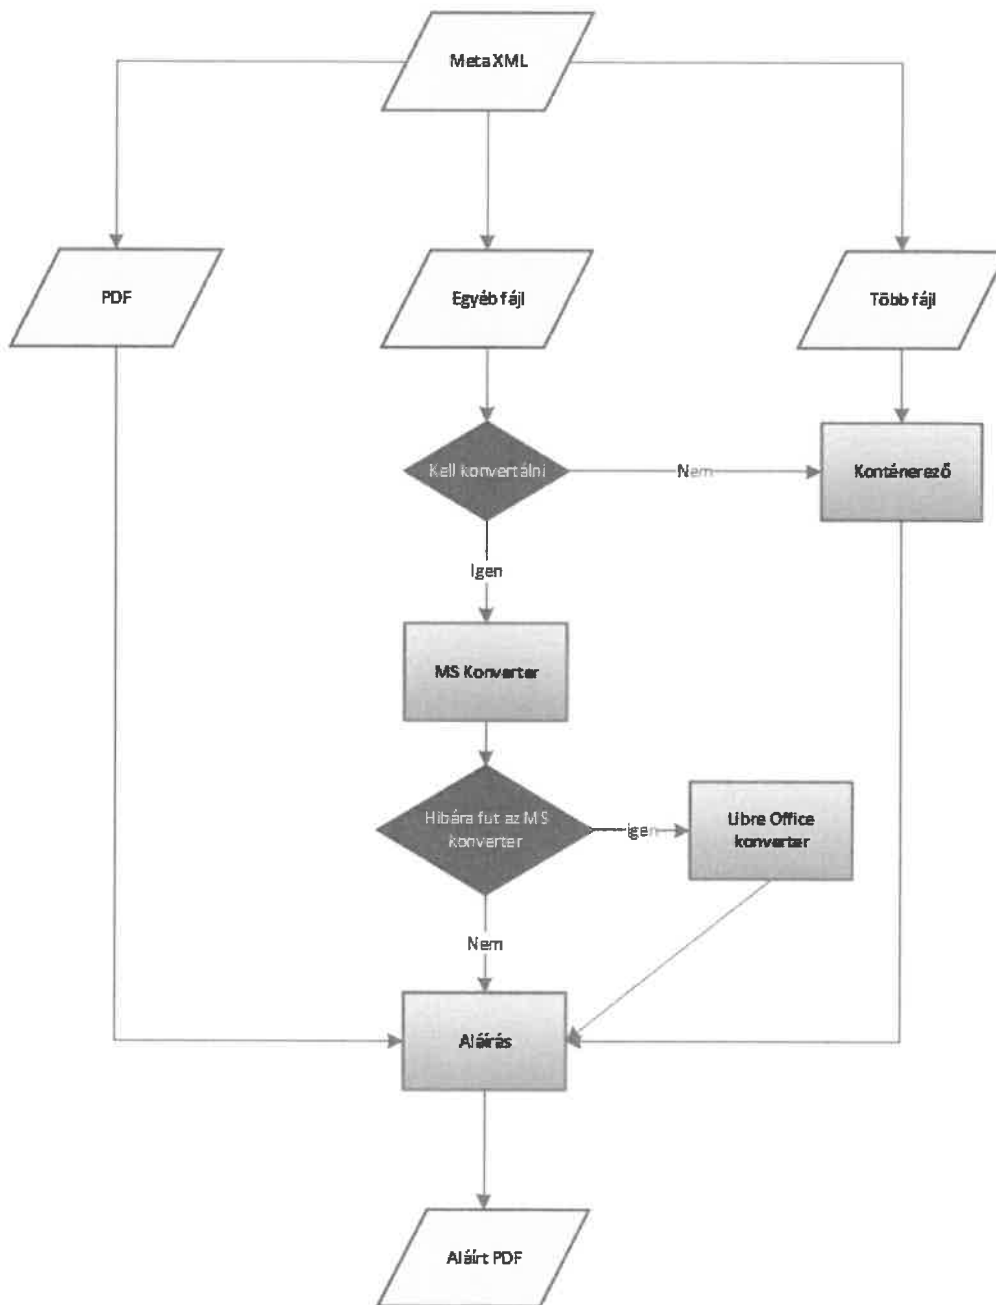 Meta XML
PDF
Egyéb fájl
Több fájl
Kell konvertálni
Nem
Konténerező
Igen
MS Konverter
Hibára fut az MS
konverter
igen
Libre Office
konverter
Nem
Aláírás
Aláírt PDF